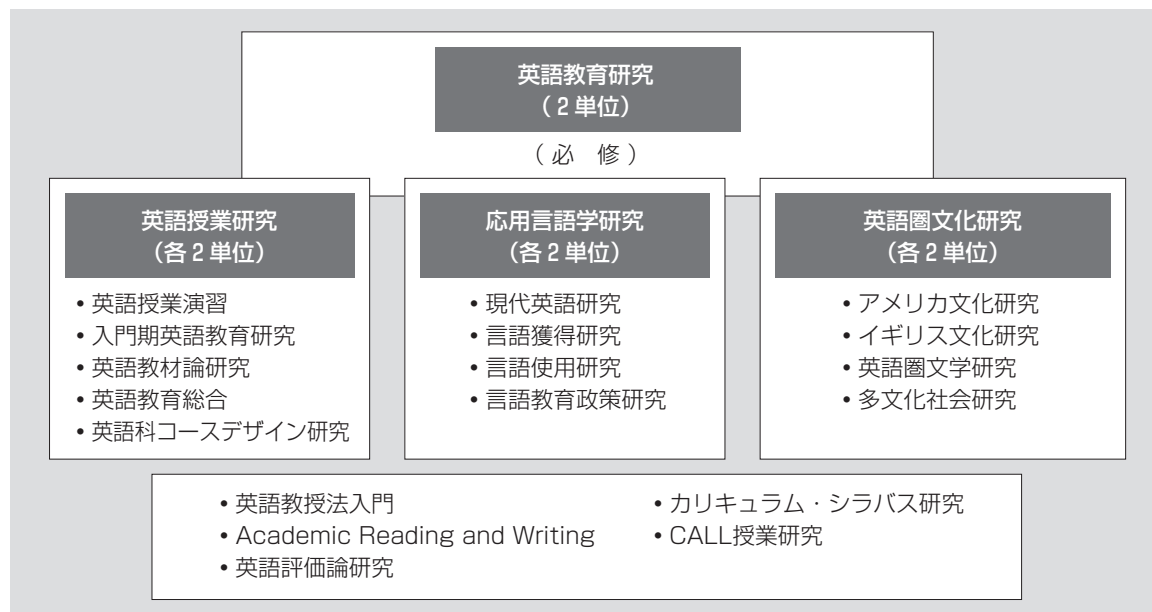 英語教育研究
（2単位）
（必　修）
英語授業研究
（各2単位）
• 英語授業演習
• 入門期英語教育研究
• 英語教材論研究
• 英語教育総合
• 英語科コースデザイン研究
応用言語学研究
（各2単位）
• 現代英語研究
• 言語獲得研究
• 言語使用研究
• 言語教育政策研究
英語圏文化研究
（各2単位）
• アメリカ文化研究
• イギリス文化研究
• 英語圏文学研究
• 多文化社会研究
• 英語教授法入門
• Academic Reading and Writing
• 英語評価論研究
• カリキュラム・シラバス研究
• CALL授業研究